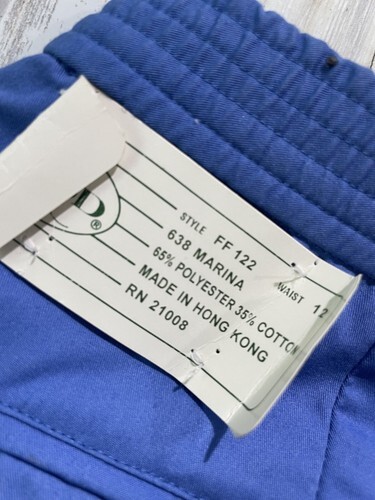 D®
STYLE FF 122 WAIST 12
638 MARINA
65% POLYESTER 35% COTTON
MADE IN HONG KONG
RN 21008